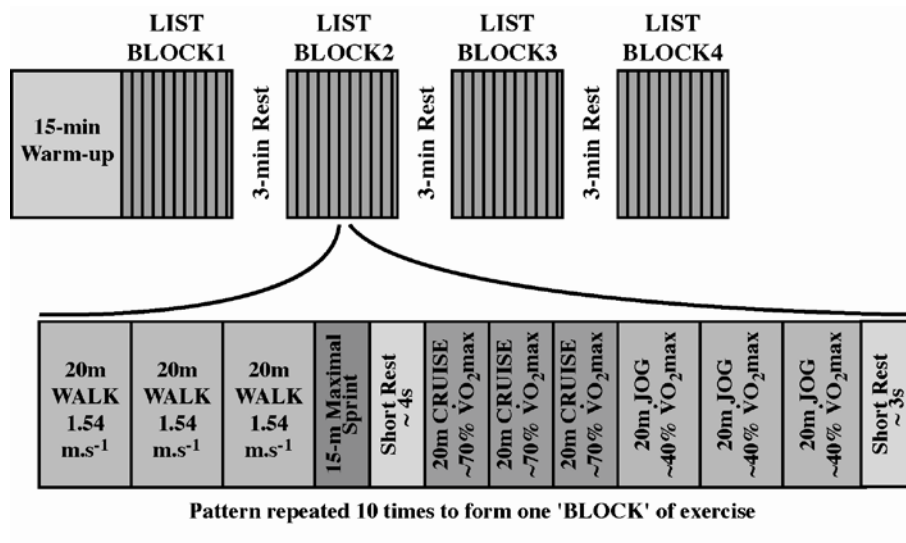 LIST
BLOCK1
LIST
BLOCK2
LIST
BLOCK3
LIST
BLOCK4
15-min
Warm-up
3-min Rest
3-min Rest
3-min Rest
20m
WALK
1.54
m.s⁻¹
20m
WALK
1.54
m.s⁻¹
20m
WALK
1.54
m.s⁻¹
15-m Maximal
Sprint
Short Rest
~ 4s
20m CRUISE
~70% V̇O₂max
20m CRUISE
~70% V̇O₂max
20m CRUISE
~70% V̇O₂max
20m JOG
~40% V̇O₂max
20m JOG
~40% V̇O₂max
20m JOG
~40% V̇O₂max
Short Rest
~ 3s
Pattern repeated 10 times to form one 'BLOCK' of exercise